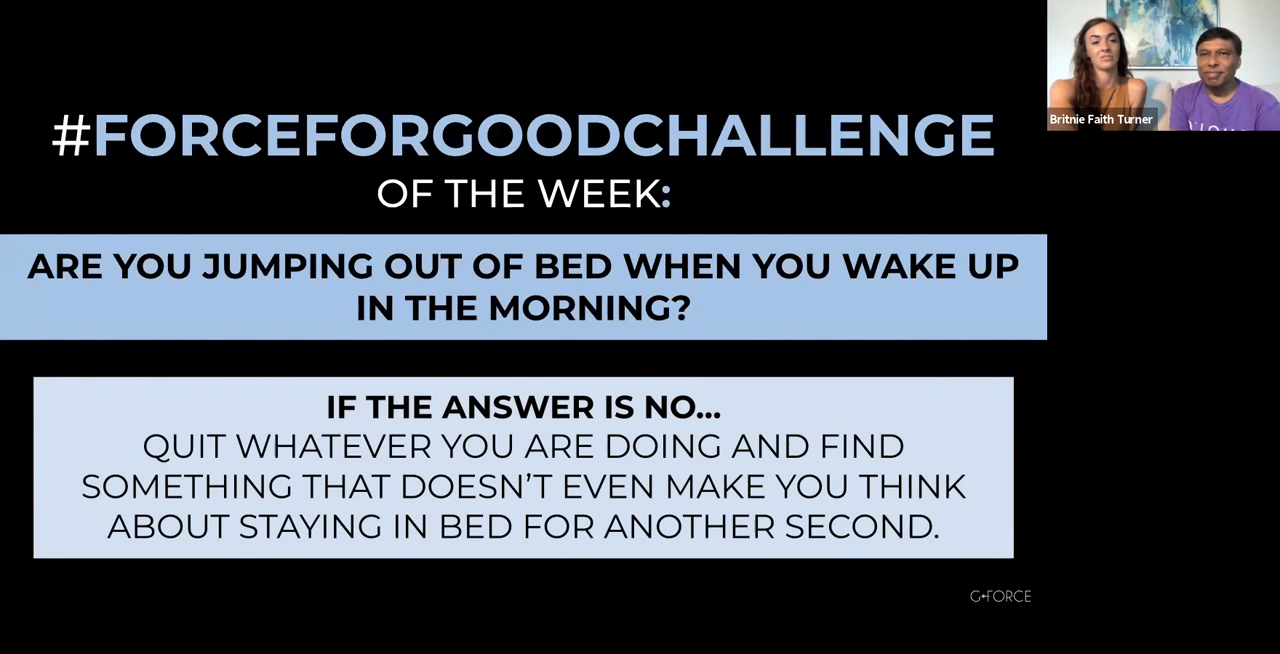 #FORCEFORGOODCHALLENGE
OF THE WEEK:
ARE YOU JUMPING OUT OF BED WHEN YOU WAKE UP
IN THE MORNING?
IF THE ANSWER IS NO...
QUIT WHATEVER YOU ARE DOING AND FIND
SOMETHING THAT DOESN'T EVEN MAKE YOU THINK
ABOUT STAYING IN BED FOR ANOTHER SECOND.
G+FORCE
Britnie Faith Turner